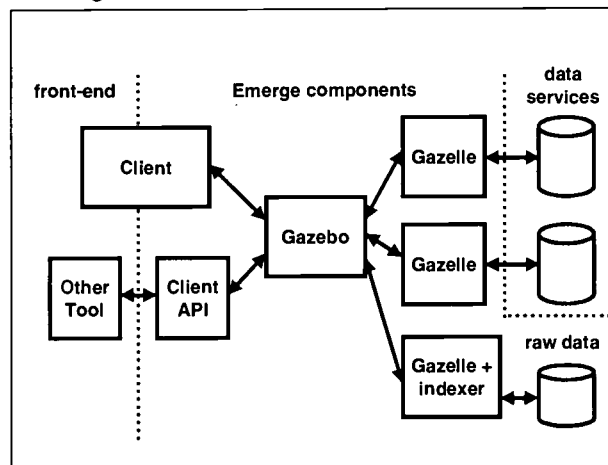 front-end
Emerge components
data
services
Client
Gazelle
Gazebo
Gazelle
Other
Tool
Client
API
Gazelle +
indexer
raw data